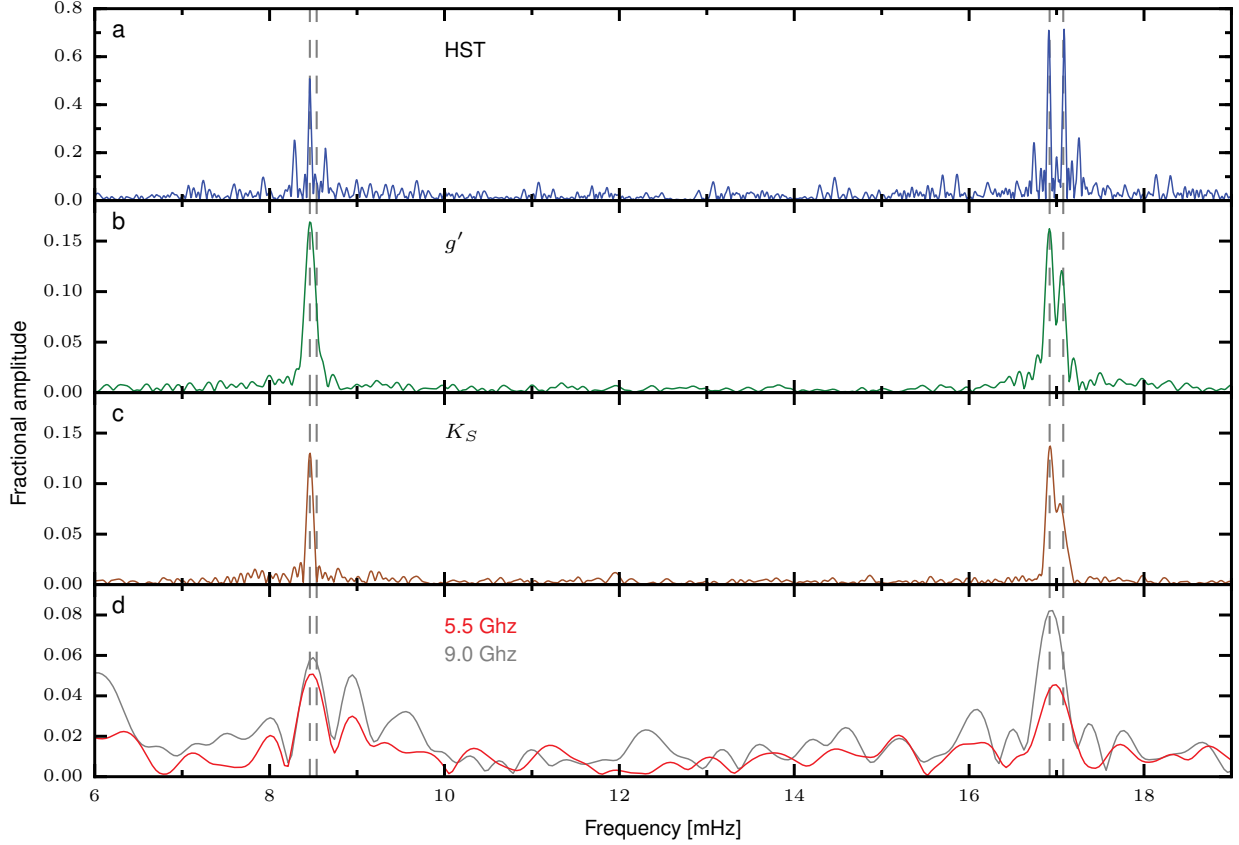 a
HST
0.8
0.6
0.4
0.2
0.0
b
g′
0.15
0.10
0.05
0.00
c
K_S
0.15
0.10
0.05
0.00
d
5.5 Ghz
9.0 Ghz
0.08
0.06
0.04
0.02
0.00
Fractional amplitude
6 8 10 12 14 16 18
Frequency [mHz]